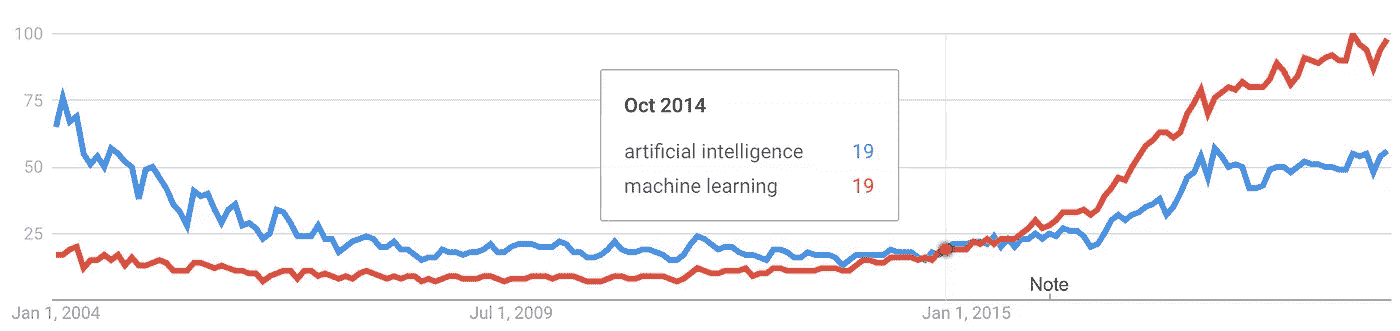 100
75
50
25
Oct 2014
artificial intelligence 19
machine learning 19
Note
Jan 1, 2004 Jul 1, 2009 Jan 1, 2015